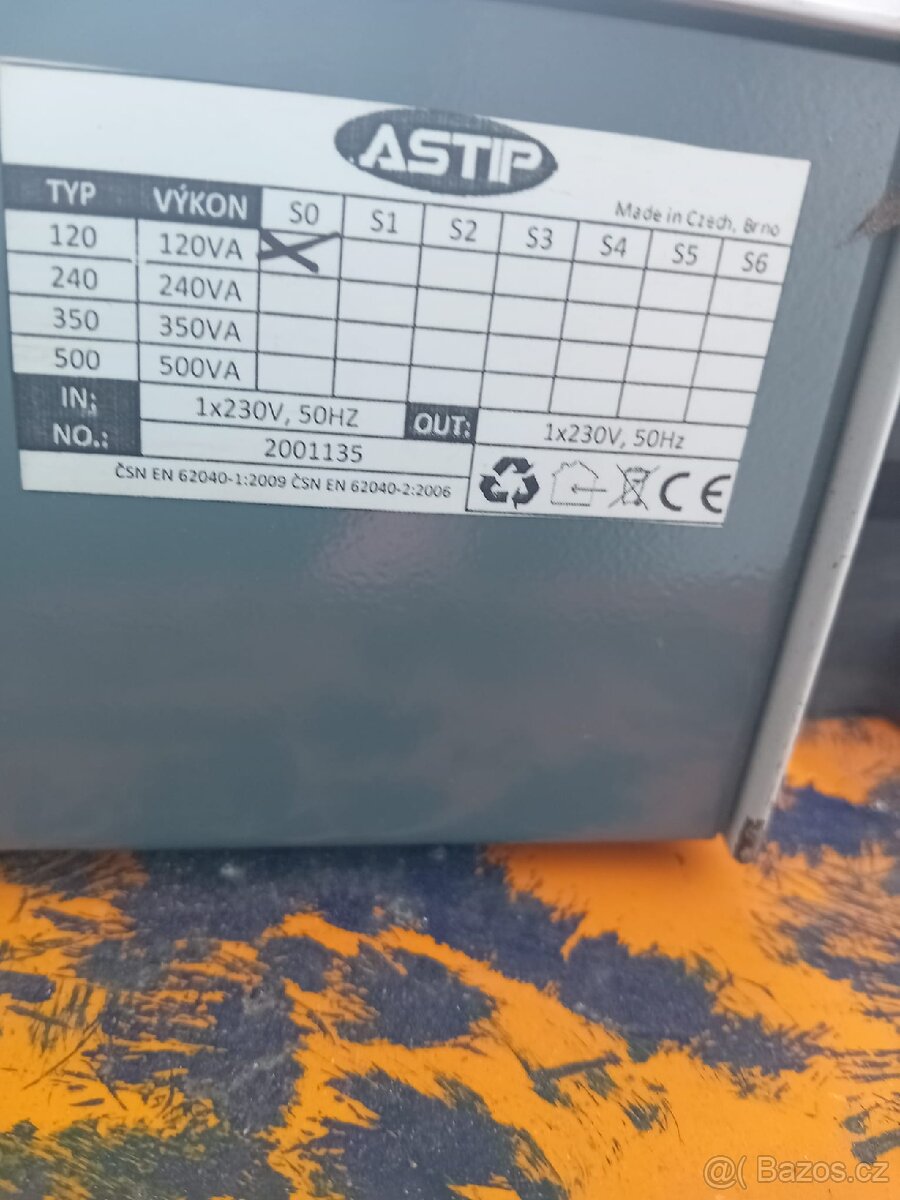 ASTIP
Made in Czech, Brno
TYP VÝKON S0 S1 S2 S3 S4 S5 S6
120 120VA X
240 240VA
350 350VA
500 500VA
IN: 1x230V, 50HZ OUT: 1x230V, 50Hz
NO.: 2001135
ČSN EN 62040-1:2009 ČSN EN 62040-2:2006
CE
@( Bazos.cz